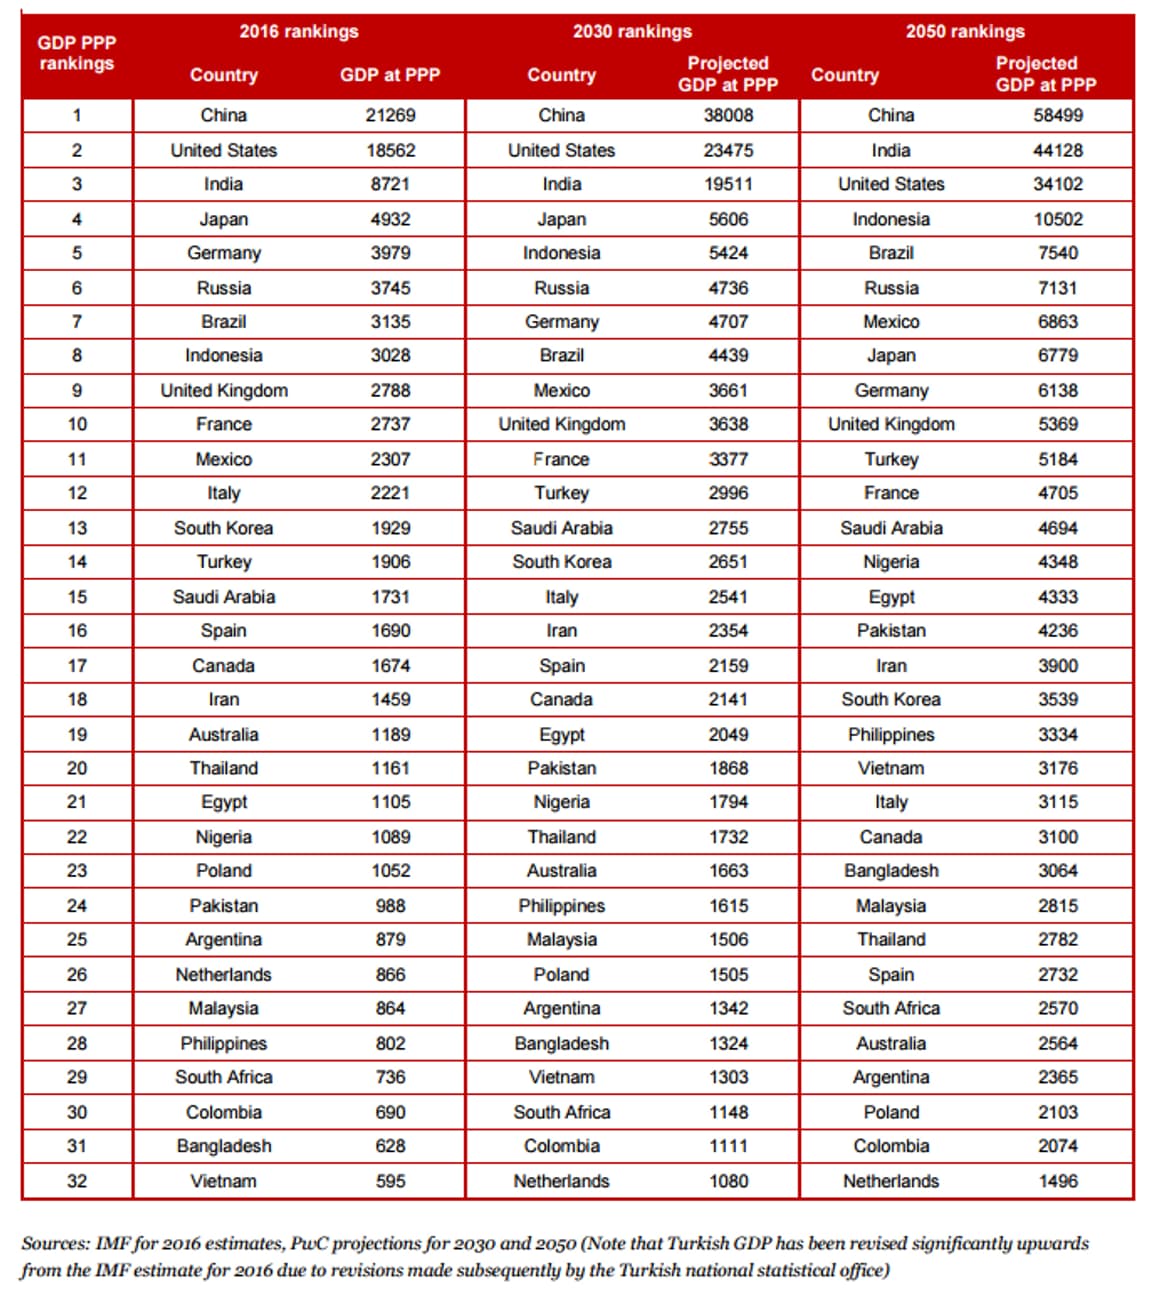 GDP PPP rankings 2016 rankings 2030 rankings 2050 rankings
Country GDP at PPP Country Projected GDP at PPP Country Projected GDP at PPP
1 China 21269 China 38008 China 58499
2 United States 18562 United States 23475 India 44128
3 India 8721 India 19511 United States 34102
4 Japan 4932 Japan 5606 Indonesia 10502
5 Germany 3979 Indonesia 5424 Brazil 7540
6 Russia 3745 Russia 4736 Russia 7131
7 Brazil 3135 Germany 4707 Mexico 6863
8 Indonesia 3028 Brazil 4439 Japan 6779
9 United Kingdom 2788 Mexico 3661 Germany 6138
10 France 2737 United Kingdom 3638 United Kingdom 5369
11 Mexico 2307 France 3377 Turkey 5184
12 Italy 2221 Turkey 2996 France 4705
13 South Korea 1929 Saudi Arabia 2755 Saudi Arabia 4694
14 Turkey 1906 South Korea 2651 Nigeria 4348
15 Saudi Arabia 1731 Italy 2541 Egypt 4333
16 Spain 1690 Iran 2354 Pakistan 4236
17 Canada 1674 Spain 2159 Iran 3900
18 Iran 1459 Canada 2141 South Korea 3539
19 Australia 1189 Egypt 2049 Philippines 3334
20 Thailand 1161 Pakistan 1868 Vietnam 3176
21 Egypt 1105 Nigeria 1794 Italy 3115
22 Nigeria 1089 Thailand 1732 Canada 3100
23 Poland 1052 Australia 1663 Bangladesh 3064
24 Pakistan 988 Philippines 1615 Malaysia 2815
25 Argentina 879 Malaysia 1506 Thailand 2782
26 Netherlands 866 Poland 1505 Spain 2732
27 Malaysia 864 Argentina 1342 South Africa 2570
28 Philippines 802 Bangladesh 1324 Australia 2564
29 South Africa 736 Vietnam 1303 Argentina 2365
30 Colombia 690 South Africa 1148 Poland 2103
31 Bangladesh 628 Colombia 1111 Colombia 2074
32 Vietnam 595 Netherlands 1080 Netherlands 1496
Sources: IMF for 2016 estimates, PwC projections for 2030 and 2050 (Note that Turkish GDP has been revised significantly upwards
from the IMF estimate for 2016 due to revisions made subsequently by the Turkish national statistical office)